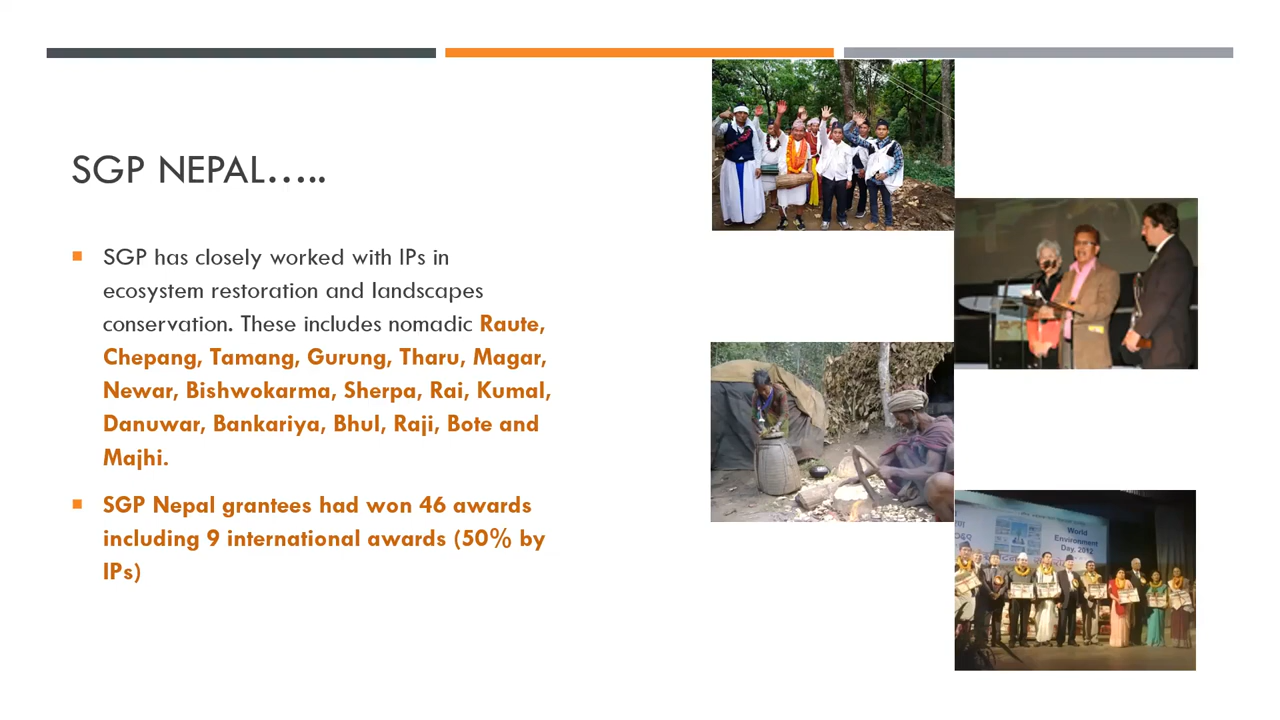 SGP NEPAL…..
SGP has closely worked with IPs in
ecosystem restoration and landscapes
conservation. These includes nomadic Raute,
Chepang, Tamang, Gurung, Tharu, Magar,
Newar, Bishwokarma, Sherpa, Rai, Kumal,
Danuwar, Bankariya, Bhul, Raji, Bote and
Majhi.
SGP Nepal grantees had won 46 awards
including 9 international awards (50% by
IPs)
World
Environment
Day, 2012